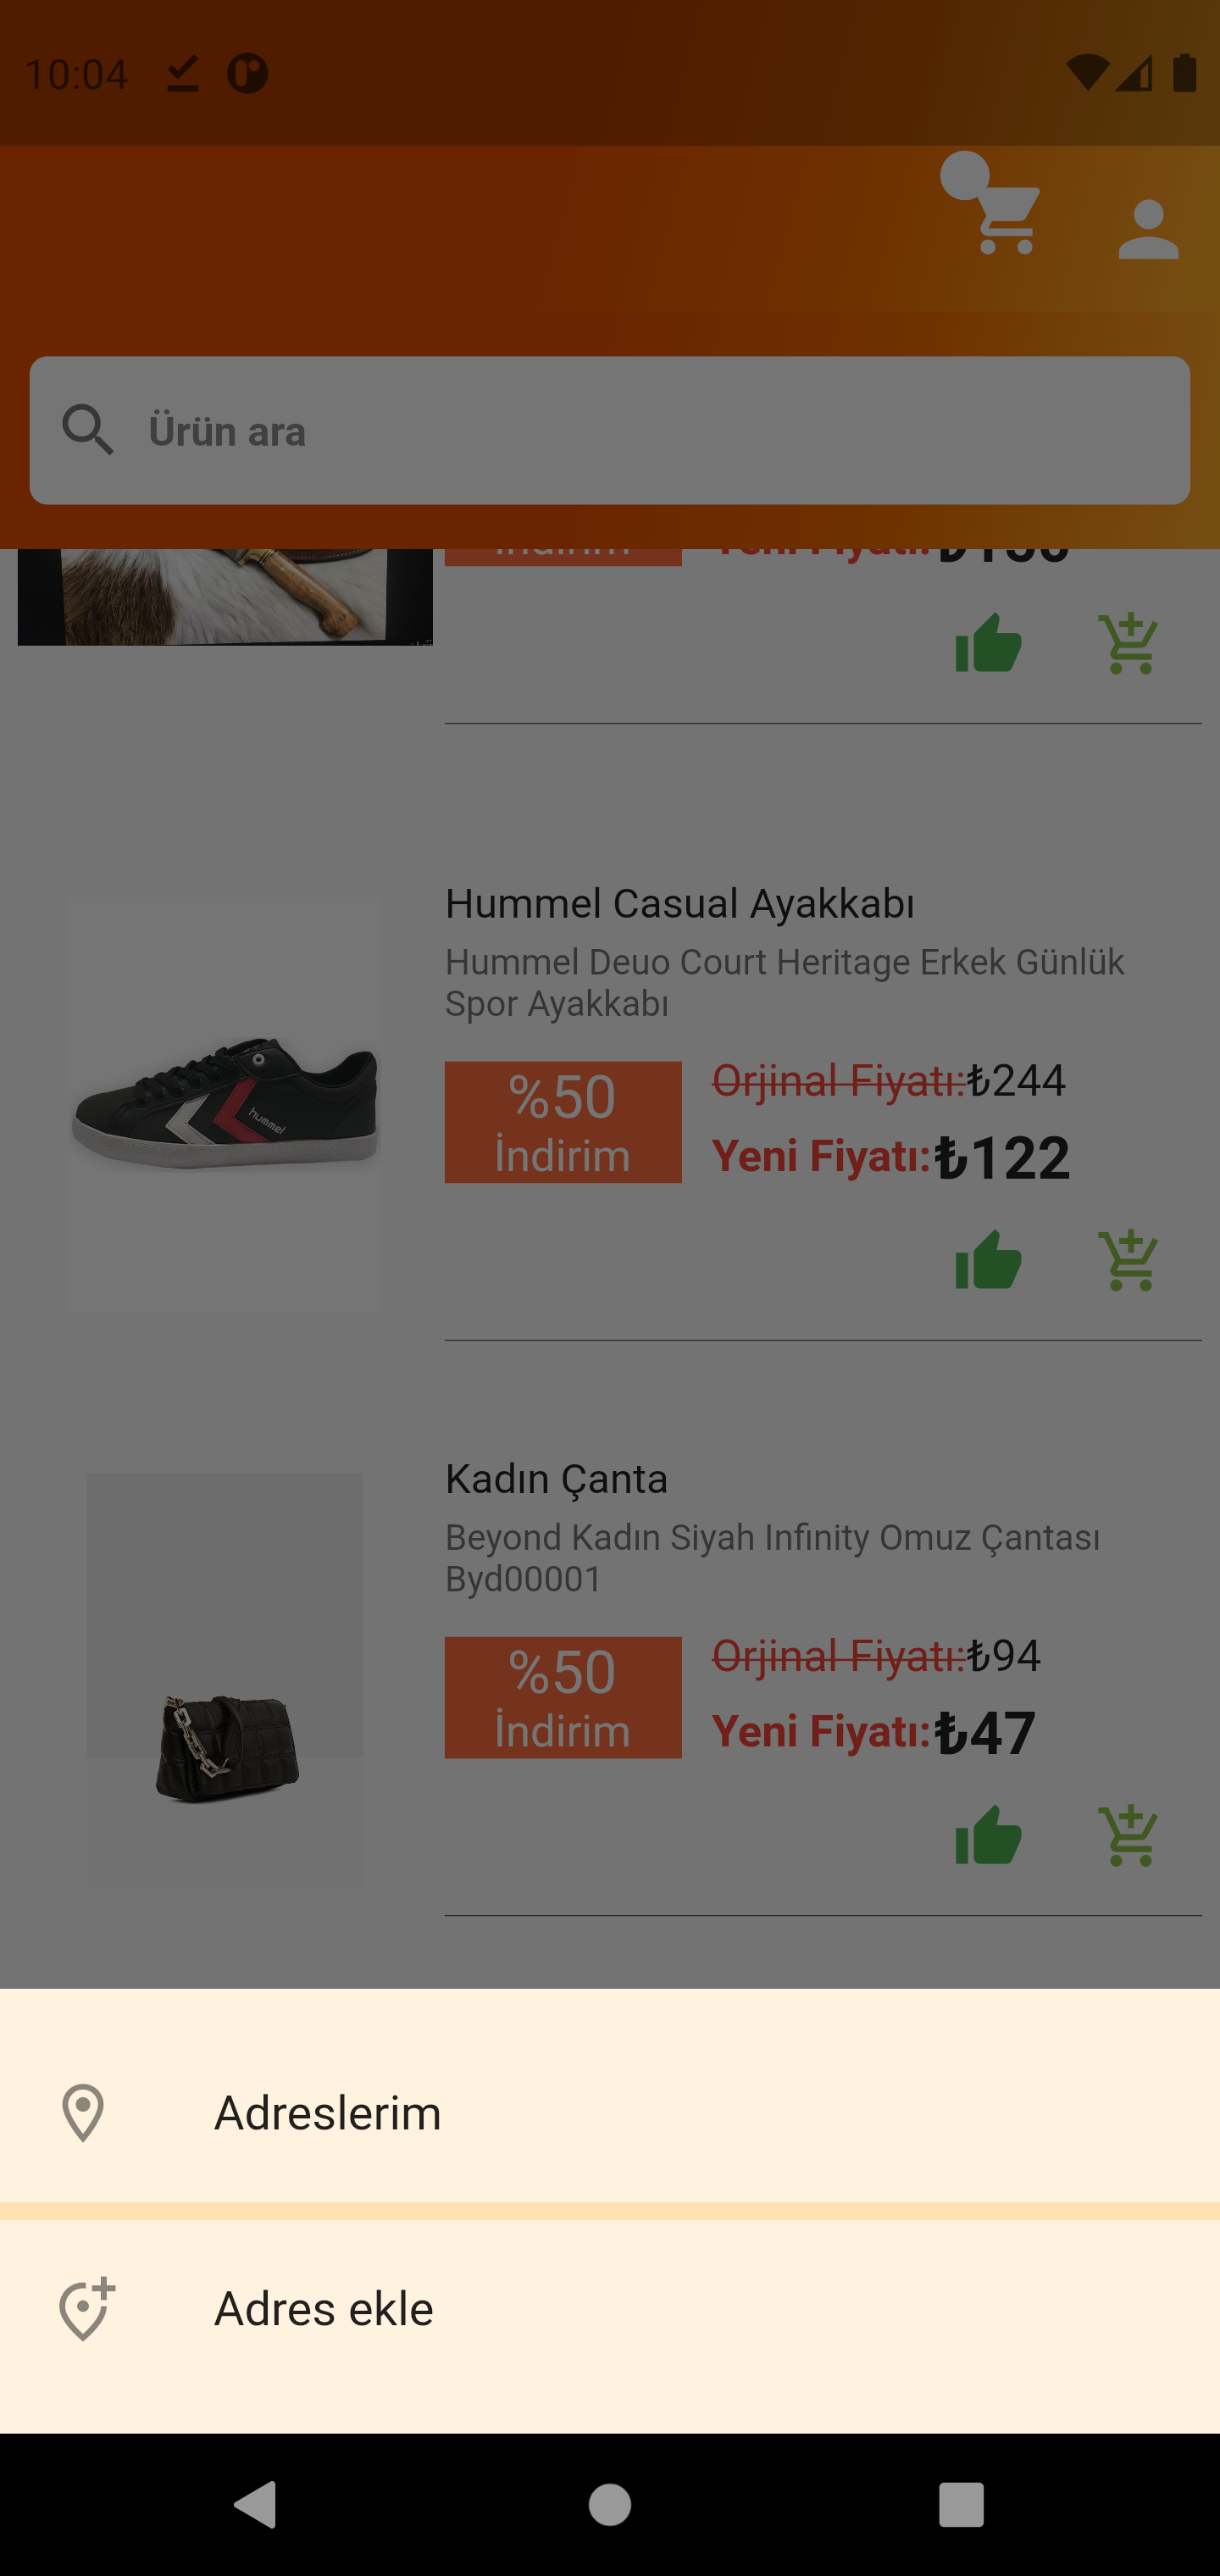 10:04
Ürün ara
İndirim
Yeni Fiyatı:
Hummel Casual Ayakkabı
Hummel Deuo Court Heritage Erkek Günlük
Spor Ayakkabı
%50
İndirim
Orjinal Fiyatı:₺244
Yeni Fiyatı:₺122
hummel
Kadın Çanta
Beyond Kadın Siyah Infinity Omuz Çantası
Byd00001
%50
İndirim
Orjinal Fiyatı:₺94
Yeni Fiyatı:₺47
Adreslerim
Adres ekle